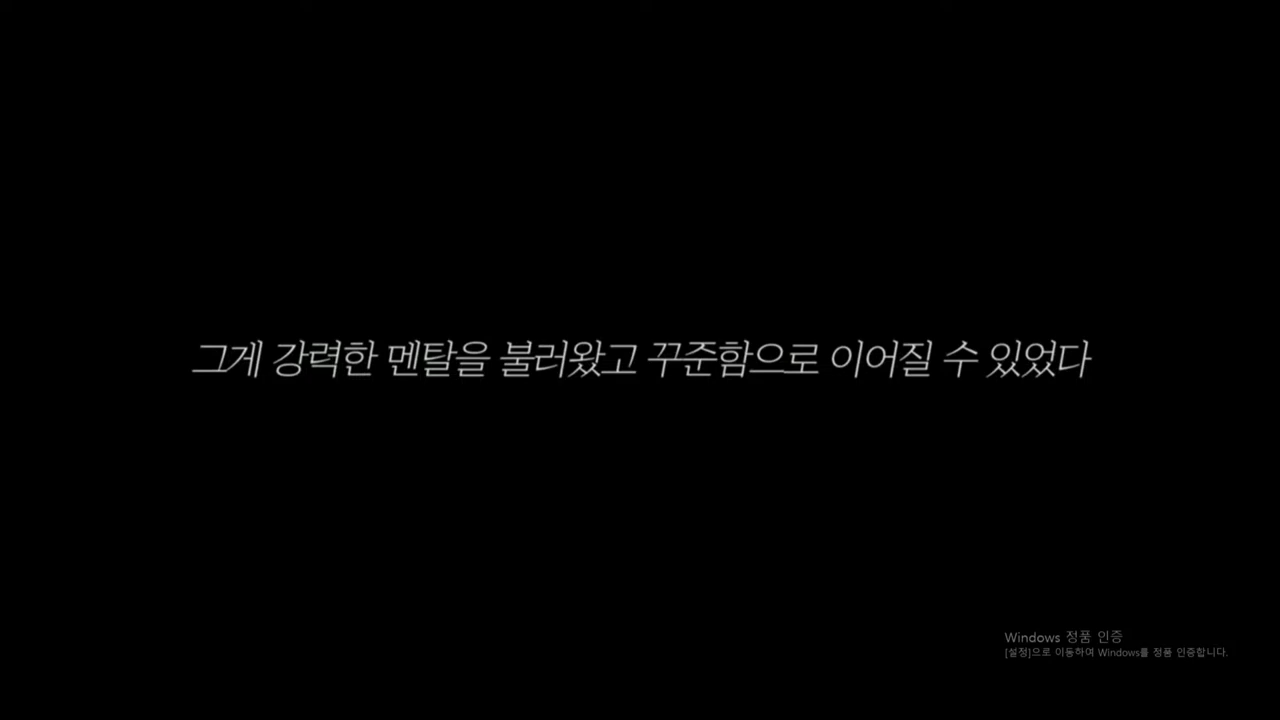 그게 강력한 멘탈을 불러왔고 꾸준함으로 이어질 수 있었다
Windows 정품 인증
[설정]으로 이동하여 Windows를 정품 인증합니다.